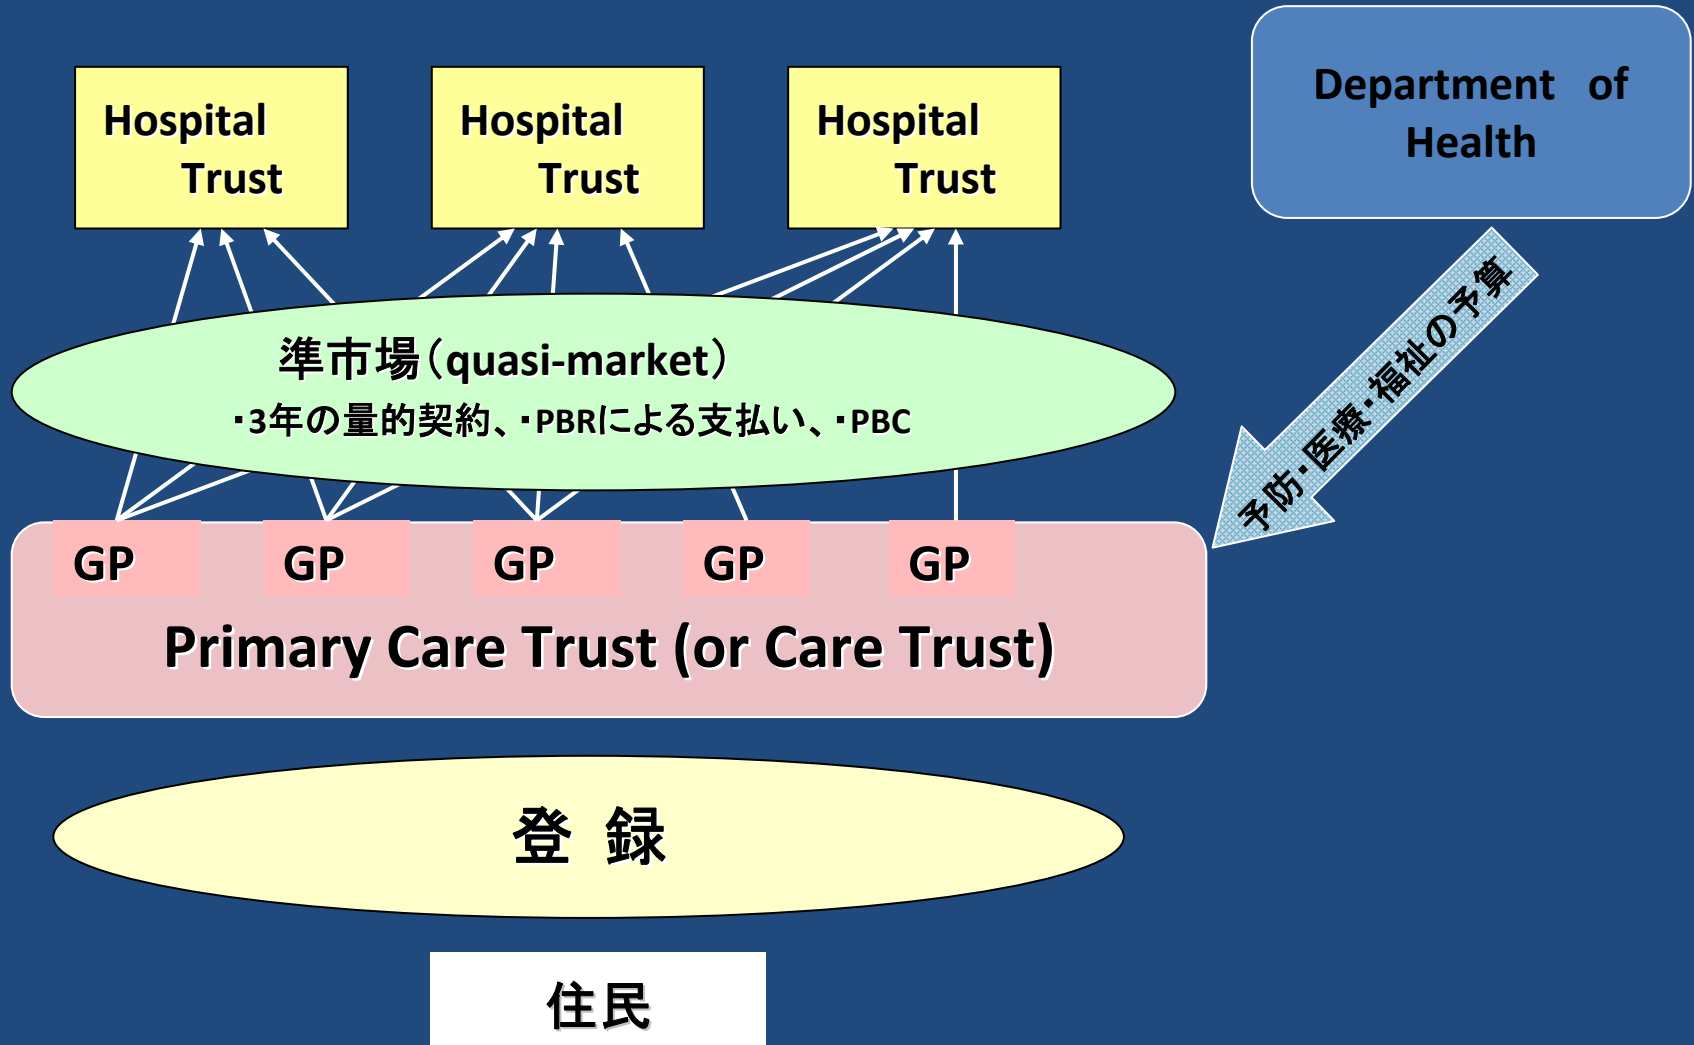 Hospital
Trust
Hospital
Trust
Hospital
Trust
Department of
Health
予防・医療・福祉の予算
準市場（quasi-market）
・3年の量的契約、・PBRによる支払い、・PBC
GP
GP
GP
GP
GP
Primary Care Trust (or Care Trust)
登 録
住民